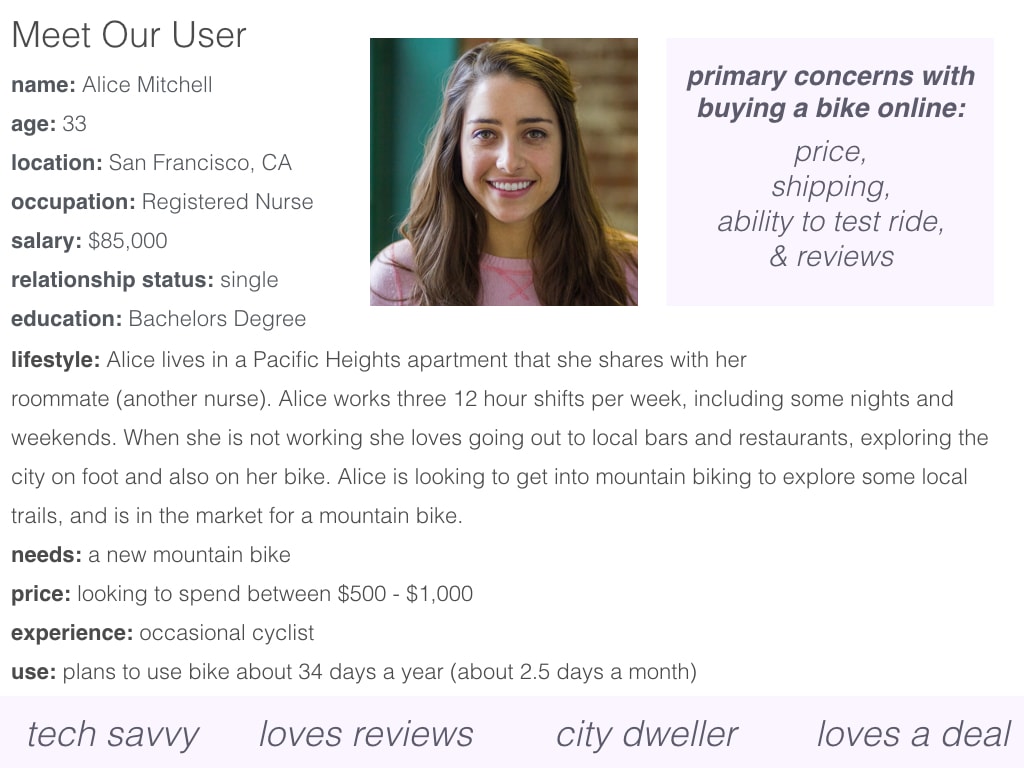 Meet Our User
name: Alice Mitchell
age: 33
location: San Francisco, CA
occupation: Registered Nurse
salary: $85,000
relationship status: single
education: Bachelors Degree
primary concerns with
buying a bike online:
price,
shipping,
ability to test ride,
& reviews
lifestyle: Alice lives in a Pacific Heights apartment that she shares with her
roommate (another nurse). Alice works three 12 hour shifts per week, including some nights and
weekends. When she is not working she loves going out to local bars and restaurants, exploring the
city on foot and also on her bike. Alice is looking to get into mountain biking to explore some local
trails, and is in the market for a mountain bike.
needs: a new mountain bike
price: looking to spend between $500 - $1,000
experience: occasional cyclist
use: plans to use bike about 34 days a year (about 2.5 days a month)
tech savvy loves reviews city dweller loves a deal